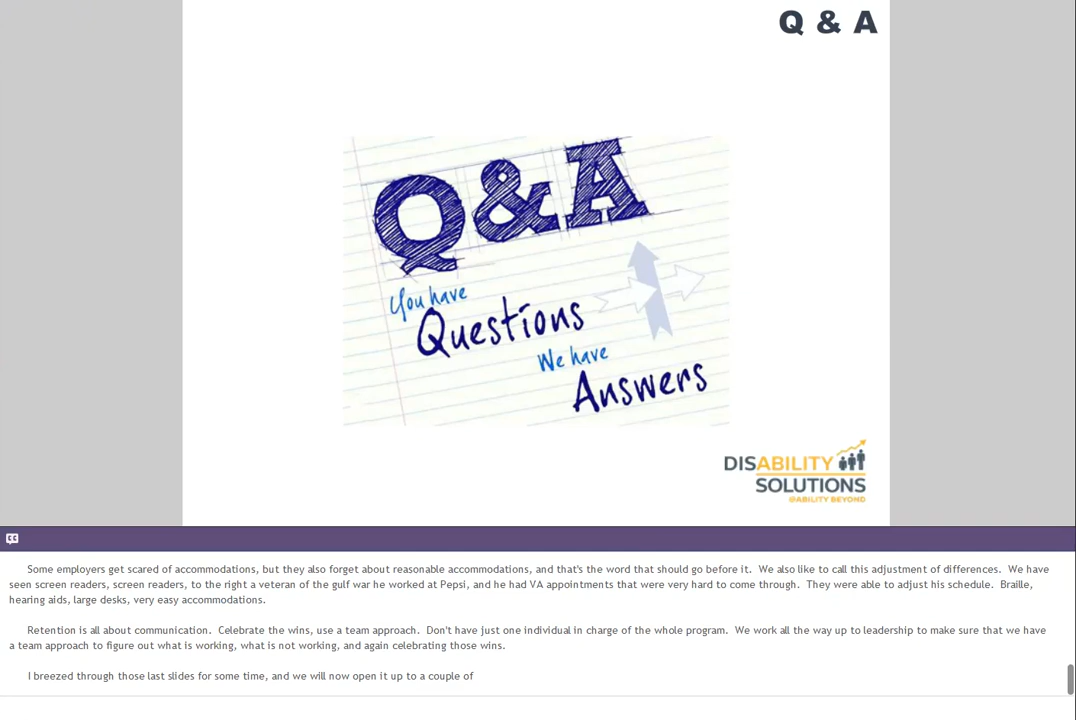 Q & A
Q&A
You have
Questions
We have
Answers
DISABILITY
SOLUTIONS
@ABILITY BEYOND
Some employers get scared of accommodations, but they also forget about reasonable accommodations, and that's the word that should go before it.  We also like to call this adjustment of differences.  We have
seen screen readers, screen readers, to the right a veteran of the gulf war he worked at Pepsi, and he had VA appointments that were very hard to come through.  They were able to adjust his schedule.  Braille,
hearing aids, large desks, very easy accommodations.
Retention is all about communication.  Celebrate the wins, use a team approach.  Don't have just one individual in charge of the whole program.  We work all the way up to leadership to make sure that we have
a team approach to figure out what is working, what is not working, and again celebrating those wins.
I breezed through those last slides for some time, and we will now open it up to a couple of